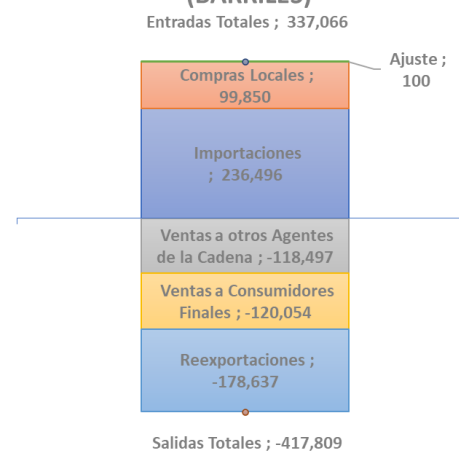 (BARRILES)
Entradas Totales ; 337,066
Ajuste ;
100
Compras Locales ;
99,850
Importaciones
; 236,496
Ventas a otros Agentes
de la Cadena ; -118,497
Ventas a Consumidores
Finales ; -120,054
Reexportaciones ;
-178,637
Salidas Totales ; -417,809